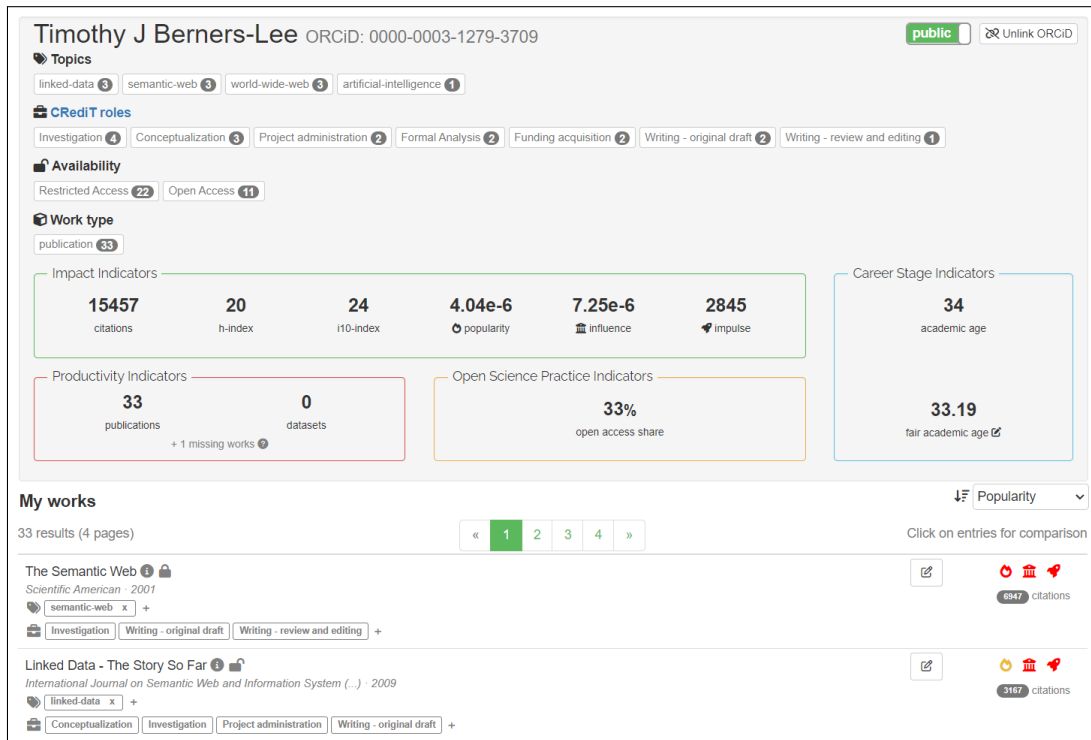 Timothy J Berners-Lee ORCiD: 0000-0003-1279-3709 public Unlink ORCiD
Topics
linked-data 3 semantic-web 3 world-wide-web 3 artificial-intelligence 1
CRediT roles
Investigation 4 Conceptualization 3 Project administration 2 Formal Analysis 2 Funding acquisition 2 Writing - original draft 2 Writing - review and editing 1
Availability
Restricted Access 22 Open Access 11
Work type
publication 33
Impact Indicators
15457 20 24 4.04e-6 7.25e-6 2845
citations h-index i10-index popularity influence impulse
Career Stage Indicators
34
academic age
33.19
fair academic age
Productivity Indicators
33 0
publications datasets
+ 1 missing works ?
Open Science Practice Indicators
33%
open access share
My works Popularity
33 results (4 pages) « 1 2 3 4 » Click on entries for comparison
The Semantic Web
Scientific American · 2001
semantic-web x +
Investigation Writing - original draft Writing - review and editing +
6947 citations
Linked Data - The Story So Far
International Journal on Semantic Web and Information System (...) · 2009
linked-data x +
Conceptualization Investigation Project administration Writing - original draft +
3167 citations